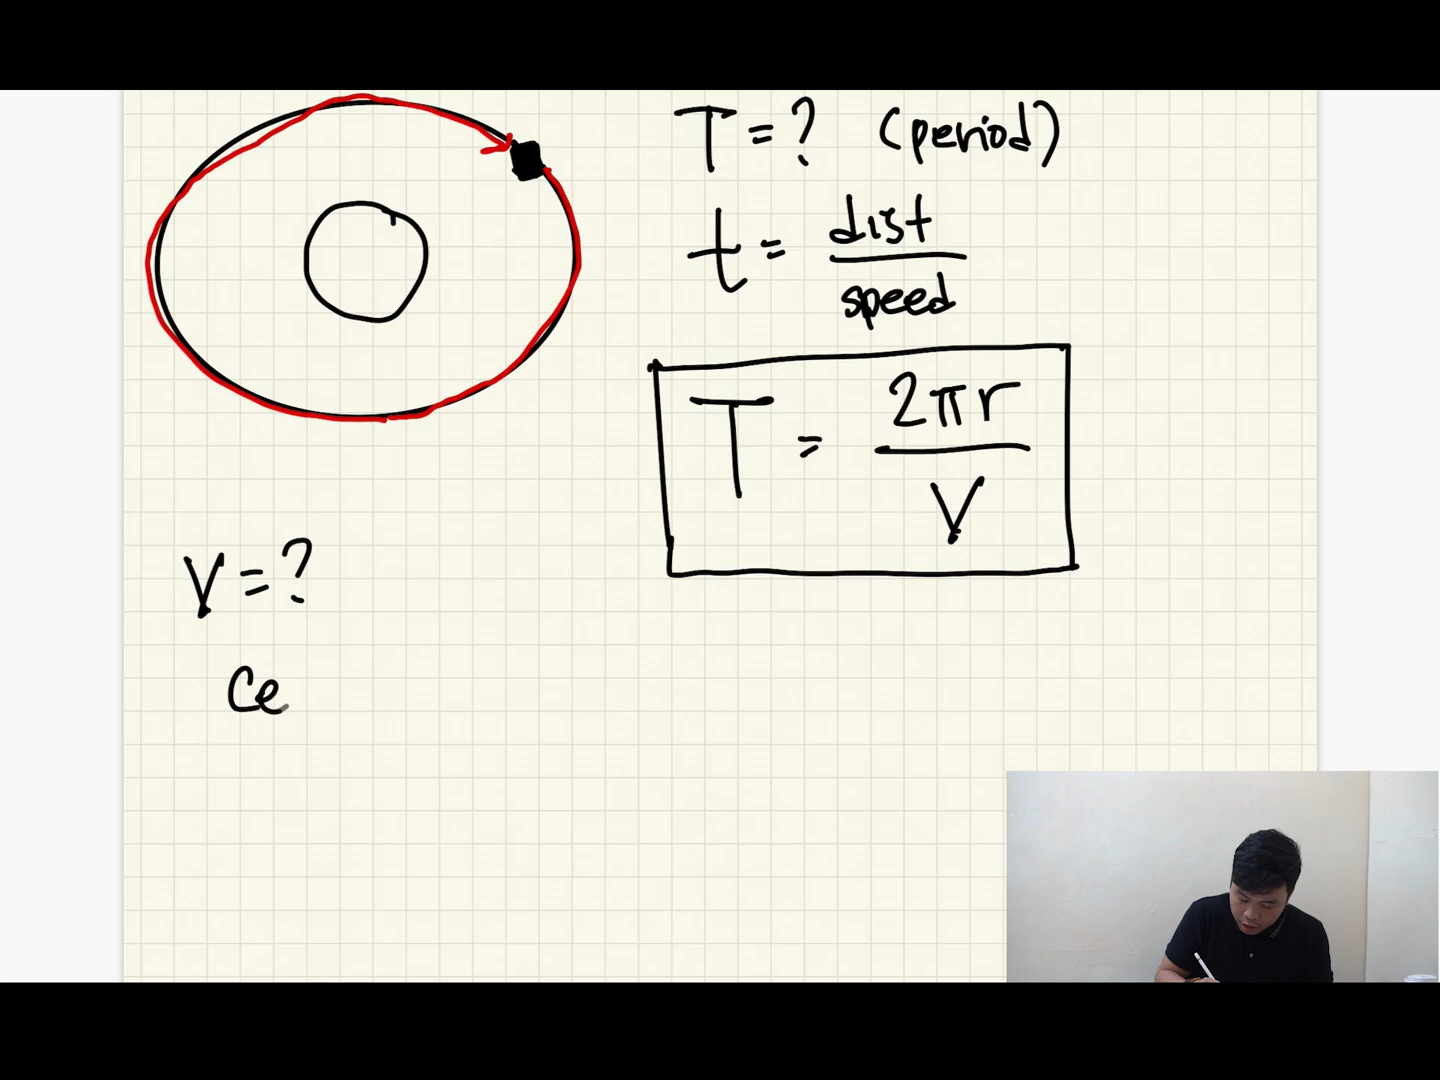 T = ? (period)
t = dist / speed
T = 2πr / V
V = ?
Ce